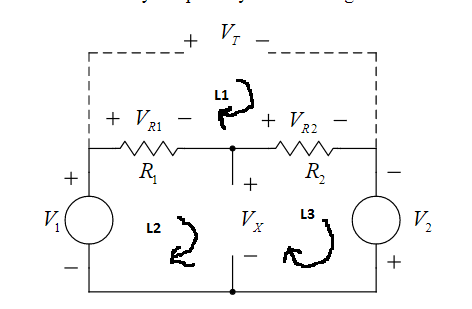 + V_T −
L1
+ V_R1 − + V_R2 −
R_1 R_2
+ + −
V_1 L2 V_X L3 V_2
− − +